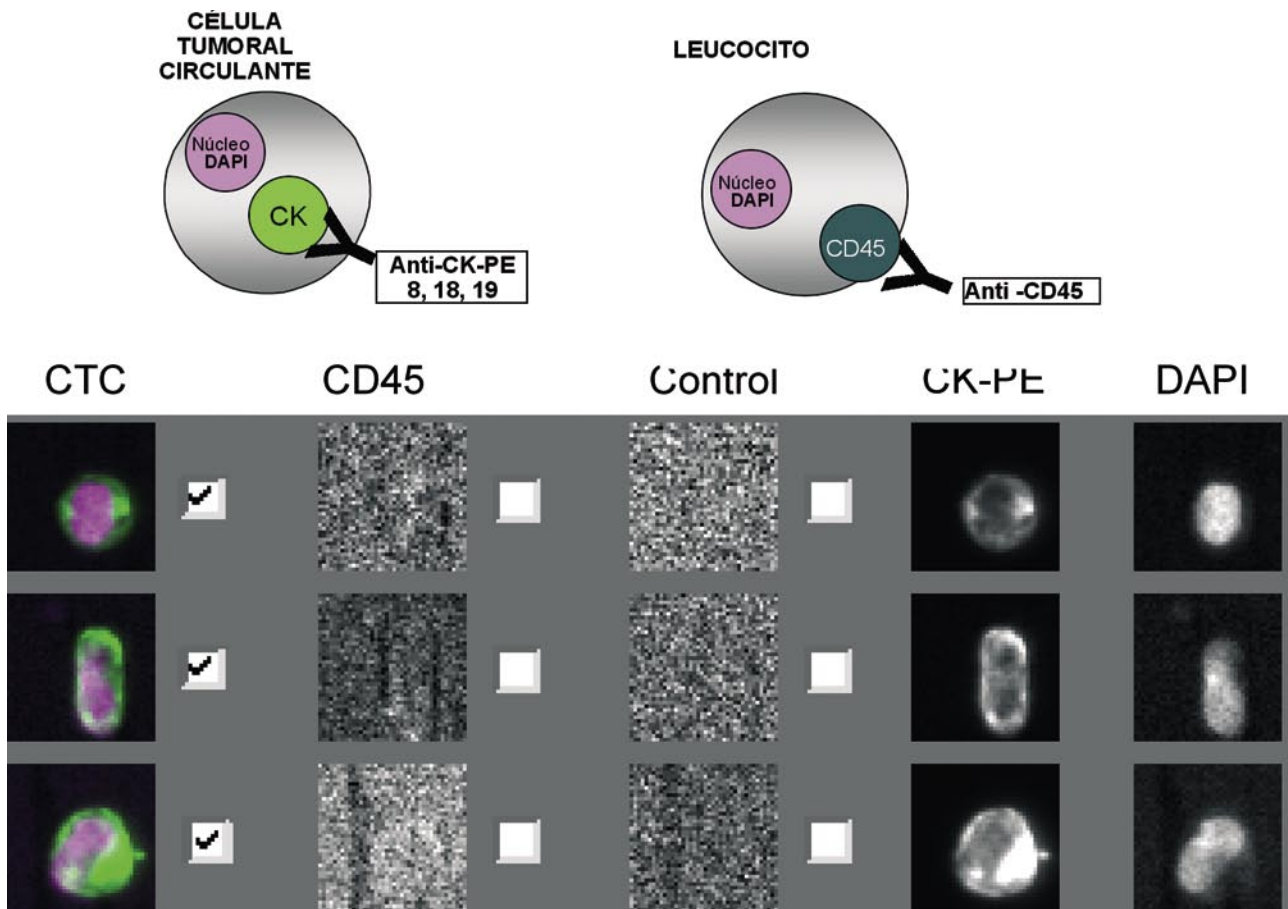 CÉLULA
TUMORAL
CIRCULANTE
LEUCOCITO
Núcleo
DAPI
CK
Anti-CK-PE
8, 18, 19
Núcleo
DAPI
CD45
Anti -CD45
CTC CD45 Control CK-PE DAPI